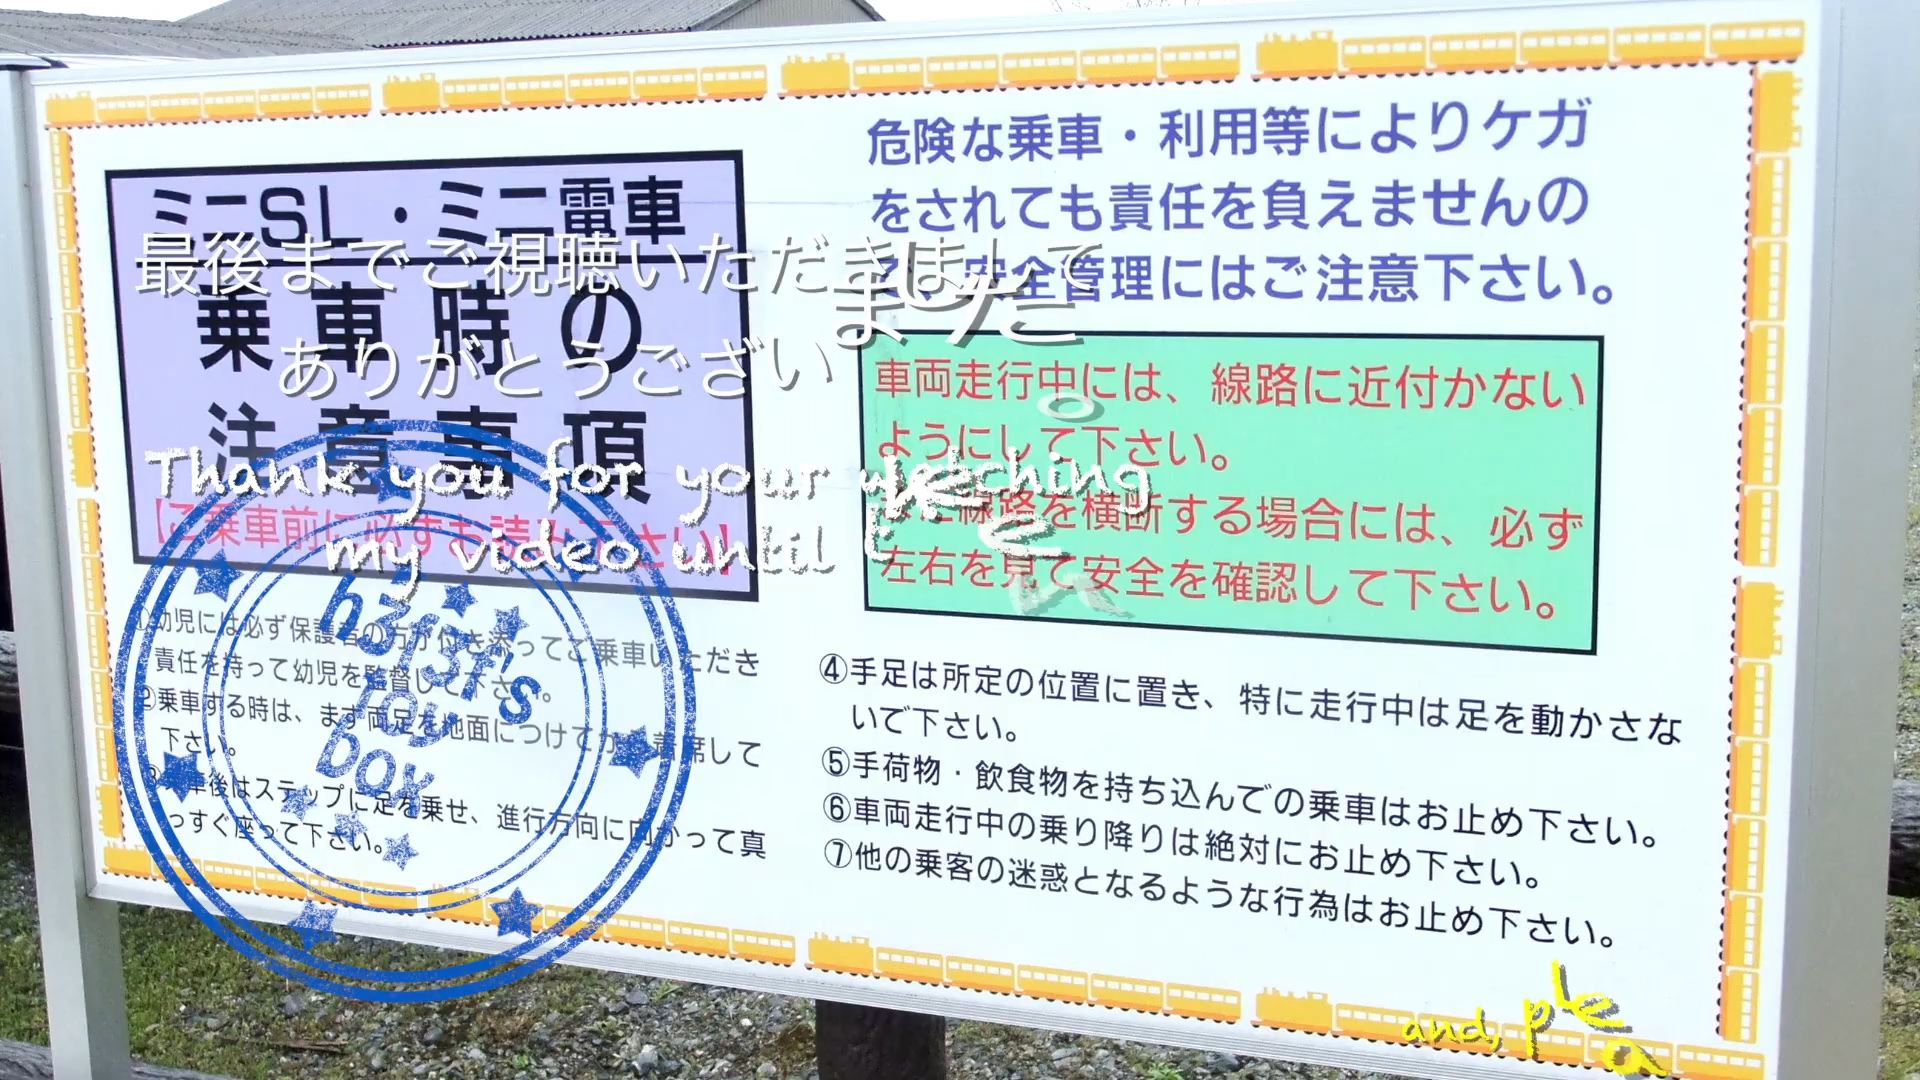 ミニSL・ミニ電車
乗車時の
注意事項
【ご乗車前に必ずお読み下さい】
①幼児には必ず保護者の方が付き添ってご乗車いただき
責任を持って幼児を監督して下さい。
②乗車する時は、まず両足を地面につけてから着席して
下さい。
③乗車後はステップに足を乗せ、進行方向に向かって真
っすぐ座って下さい。
危険な乗車・利用等によりケガ
をされても責任を負えませんの
で、安全管理にはご注意下さい。
車両走行中には、線路に近付かない
ようにして下さい。
また線路を横断する場合には、必ず
左右を見て安全を確認して下さい。
④手足は所定の位置に置き、特に走行中は足を動かさな
いで下さい。
⑤手荷物・飲食物を持ち込んでの乗車はお止め下さい。
⑥車両走行中の乗り降りは絶対にお止め下さい。
⑦他の乗客の迷惑となるような行為はお止め下さい。
最後までご視聴いただきまして
ありがとうございました
Thank you for your watching
my video until
h2f3f's
toy
box
and, plea